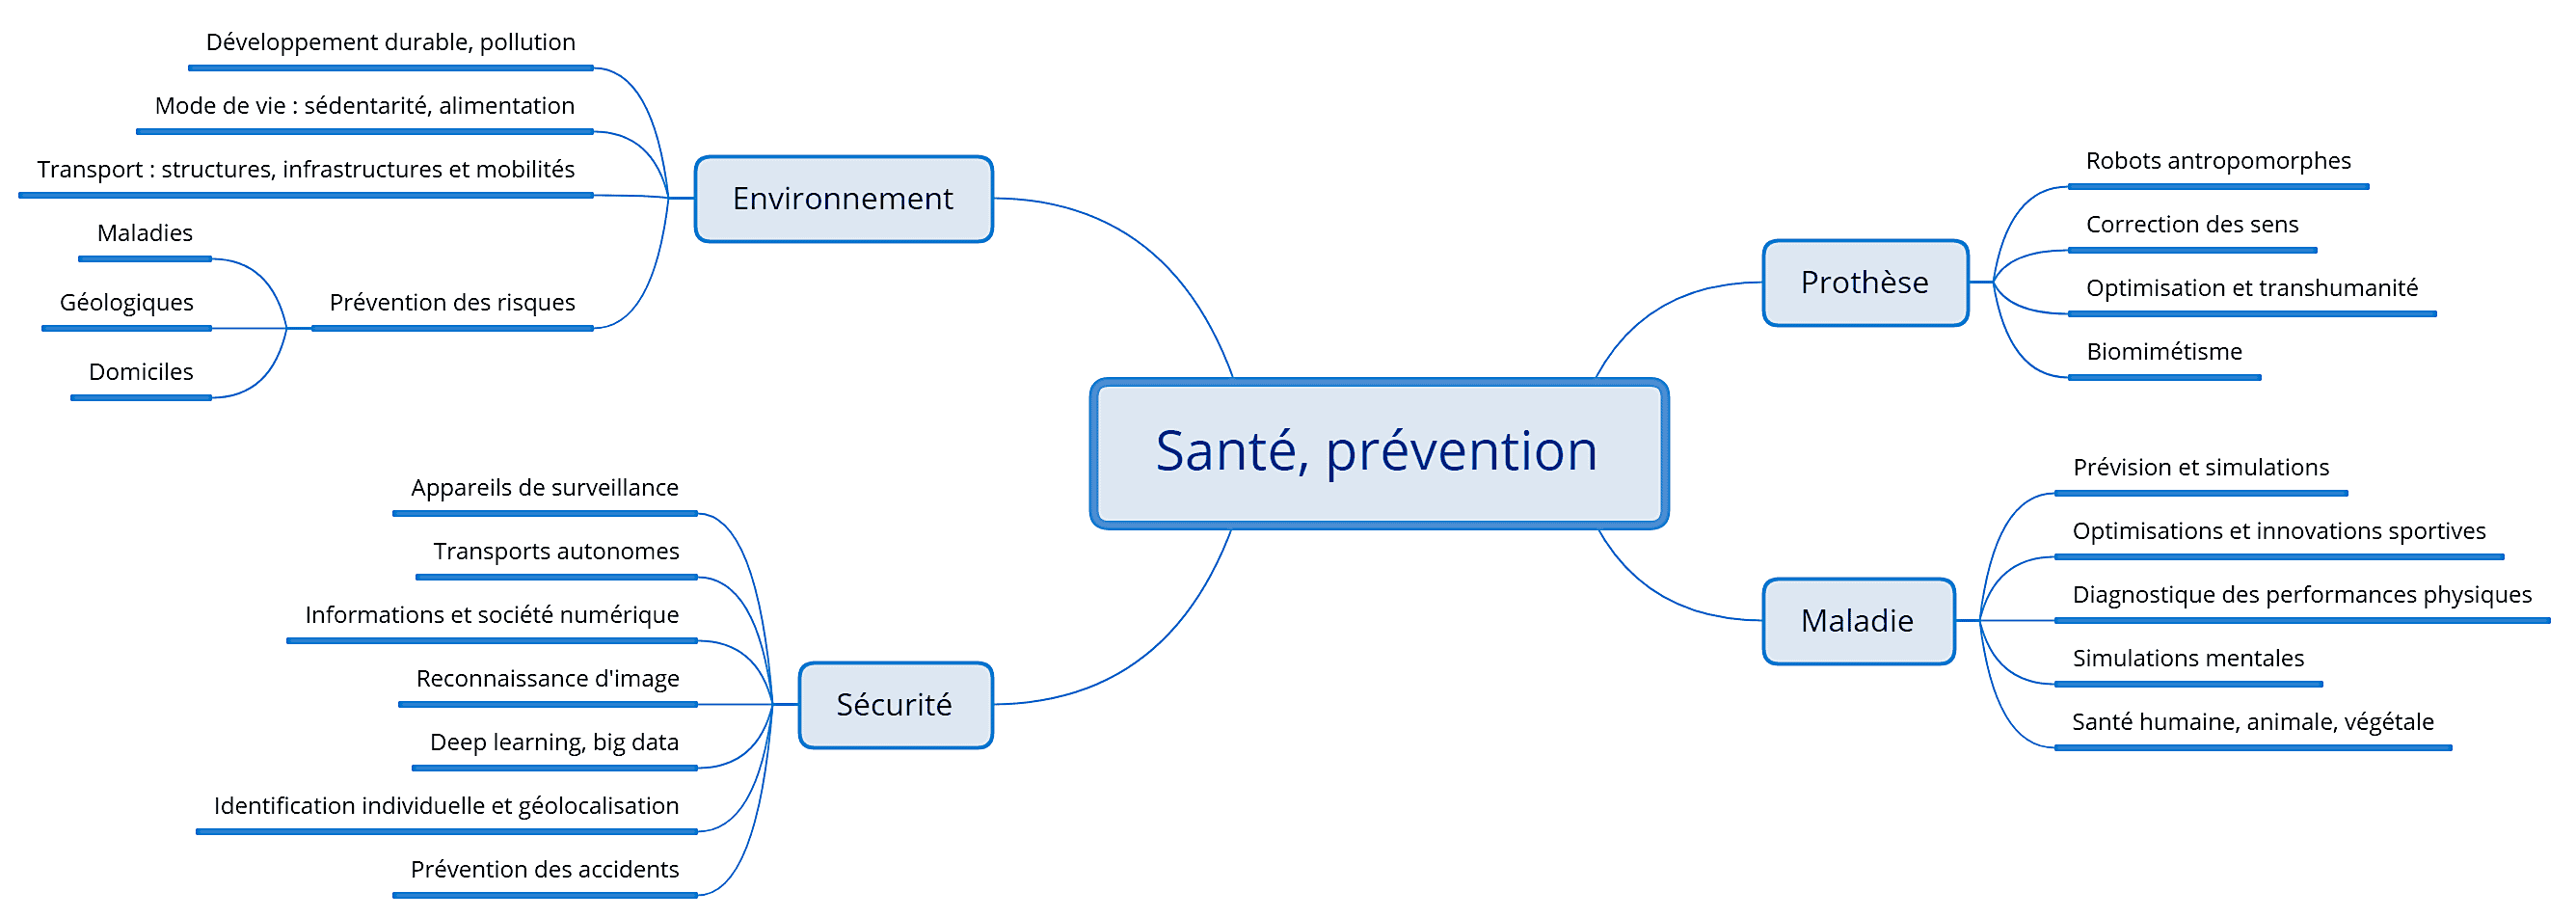 Santé, prévention
Environnement
Développement durable, pollution
Mode de vie : sédentarité, alimentation
Transport : structures, infrastructures et mobilités
Prévention des risques
Maladies
Géologiques
Domiciles
Sécurité
Appareils de surveillance
Transports autonomes
Informations et société numérique
Reconnaissance d'image
Deep learning, big data
Identification individuelle et géolocalisation
Prévention des accidents
Prothèse
Robots antropomorphes
Correction des sens
Optimisation et transhumanité
Biomimétisme
Maladie
Prévision et simulations
Optimisations et innovations sportives
Diagnostique des performances physiques
Simulations mentales
Santé humaine, animale, végétale